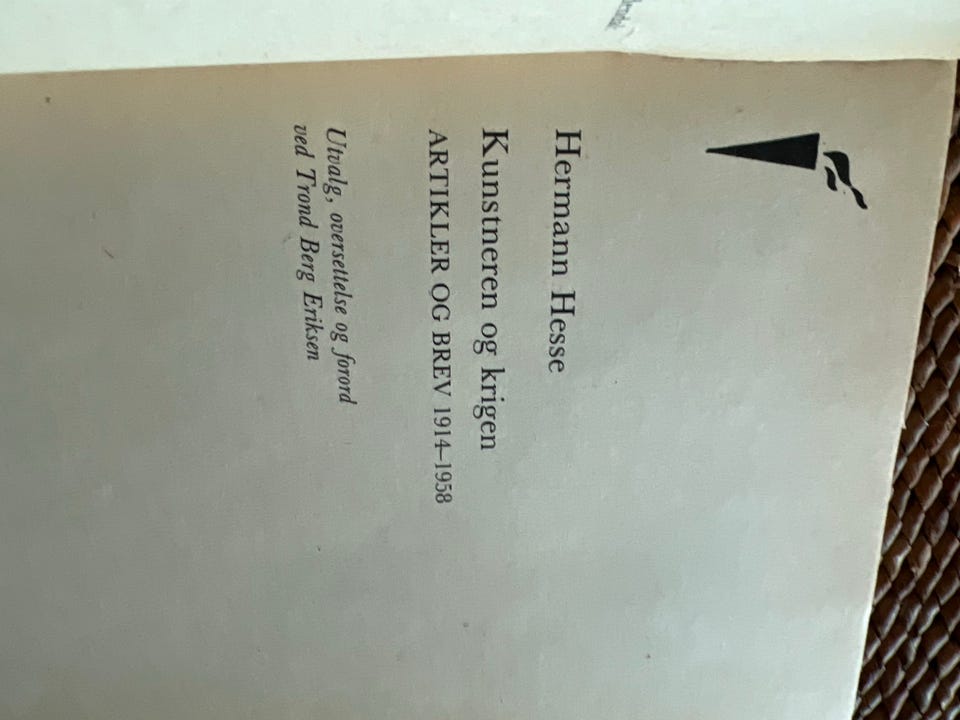 Hermann Hesse
Kunstneren og krigen
ARTIKLER OG BREV 1914–1958
Utvalg, oversettelse og forord
ved Trond Berg Eriksen